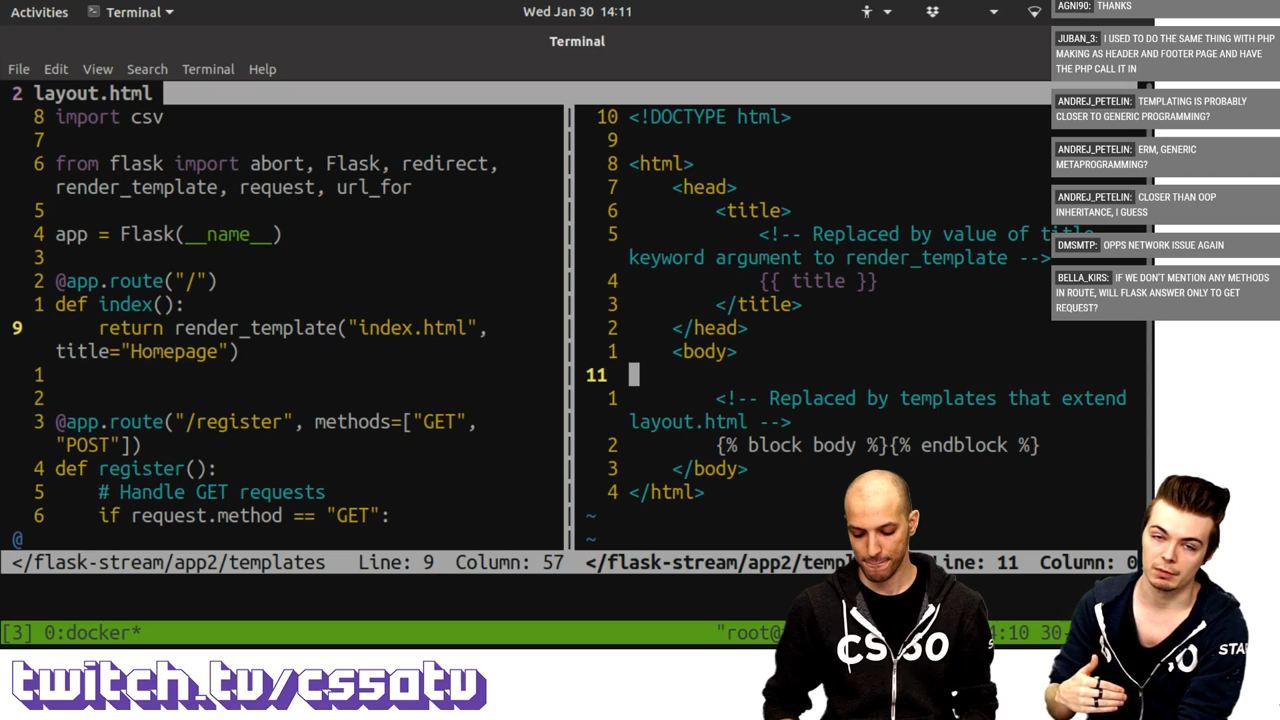 Activities
Terminal
Wed Jan 30 14:11
Terminal
File Edit View Search Terminal Help
2 layout.html
8 import csv
7
6 from flask import abort, Flask, redirect,
render_template, request, url_for
5
4 app = Flask(__name__)
3
2 @app.route("/")
1 def index():
9 return render_template("index.html",
title="Homepage")
1
2
3 @app.route("/register", methods=["GET",
"POST"])
4 def register():
5 # Handle GET requests
6 if request.method == "GET":
@
</flask-stream/app2/templates Line: 9 Column: 57
10 <!DOCTYPE html>
9
8 <html>
7 <head>
6 <title>
5 <!-- Replaced by value of title
keyword argument to render_template -->
4 {{ title }}
3 </title>
2 </head>
1 <body>
11
1 <!-- Replaced by templates that extend
layout.html -->
2 {% block body %}{% endblock %}
3 </body>
4 </html>
~
~
</flask-stream/app2/temp Line: 11 Column: 0
[3] 0:docker* "root@ 4:10 30-
AGNI90: THANKS
JUBAN_3: I USED TO DO THE SAME THING WITH PHP
MAKING AS HEADER AND FOOTER PAGE AND HAVE
THE PHP CALL IT IN
ANDREJ_PETELIN: TEMPLATING IS PROBABLY
CLOSER TO GENERIC PROGRAMMING?
ANDREJ_PETELIN: ERM, GENERIC
METAPROGRAMMING?
ANDREJ_PETELIN: CLOSER THAN OOP
INHERITANCE, I GUESS
DMSMTP: OPPS NETWORK ISSUE AGAIN
BELLA_KIRS: IF WE DON'T MENTION ANY METHODS
IN ROUTE, WILL FLASK ANSWER ONLY TO GET
REQUEST?
twitch.tv/cs50tv